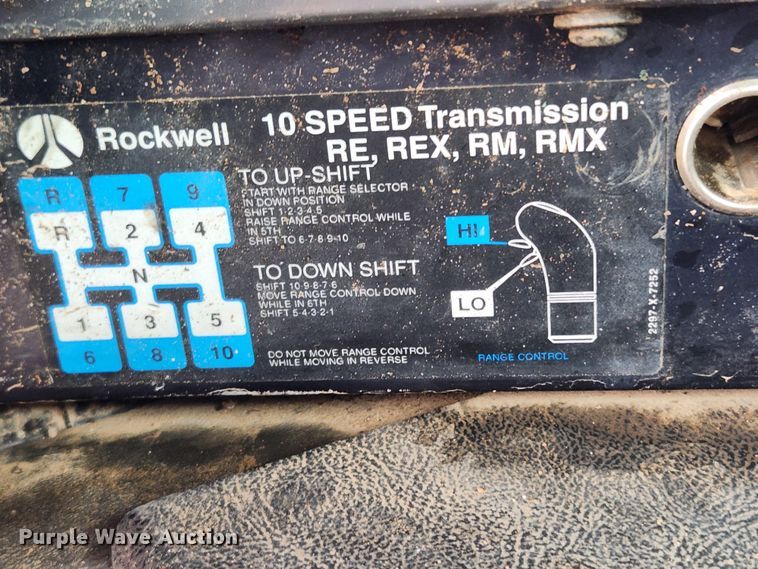 Rockwell
10 SPEED Transmission
RE, REX, RM, RMX
R 7 9
R 2 4
N
1 3 5
6 8 10
TO UP-SHIFT
START WITH RANGE SELECTOR
IN DOWN POSITION
SHIFT 1-2-3-4-5
RAISE RANGE CONTROL WHILE
IN 5TH
SHIFT TO 6-7-8-9-10
TO DOWN SHIFT
SHIFT 10-9-8-7-6
MOVE RANGE CONTROL DOWN
WHILE IN 6TH
SHIFT 5-4-3-2-1
DO NOT MOVE RANGE CONTROL
WHILE MOVING IN REVERSE
HI
LO
RANGE CONTROL
2297-X-7252
Purple Wave Auction